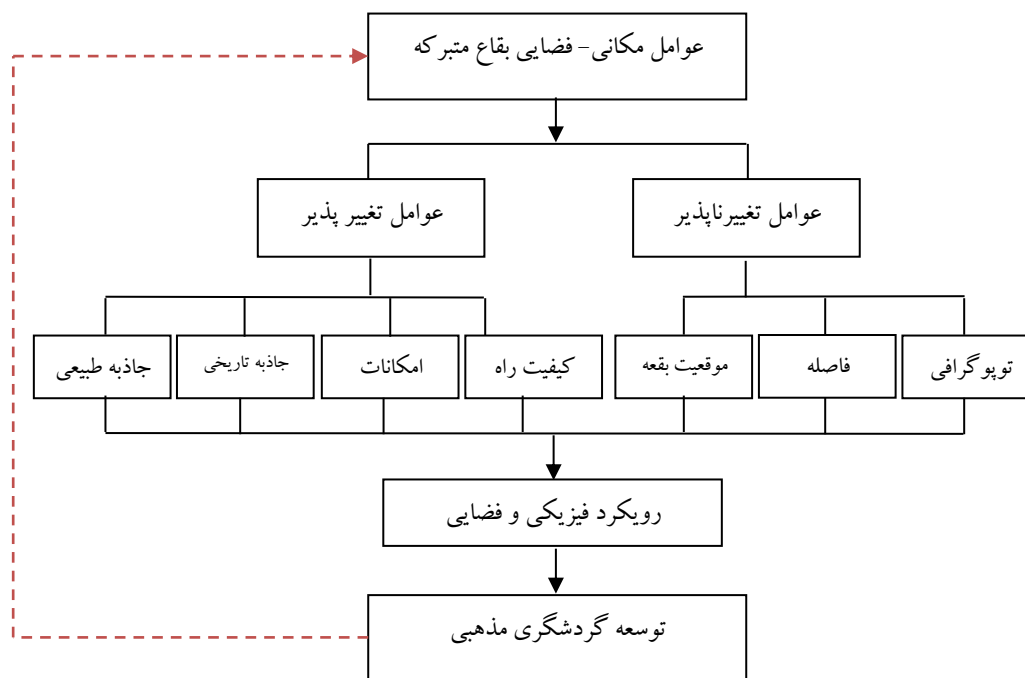 عوامل مکانی- فضایی بقاع متبرکه
عوامل تغییرناپذیر
عوامل تغییر پذیر
توپوگرافی
فاصله
موقعیت بقعه
کیفیت راه
امکانات
جاذبه تاریخی
جاذبه طبیعی
رویکرد فیزیکی و فضایی
توسعه گردشگری مذهبی